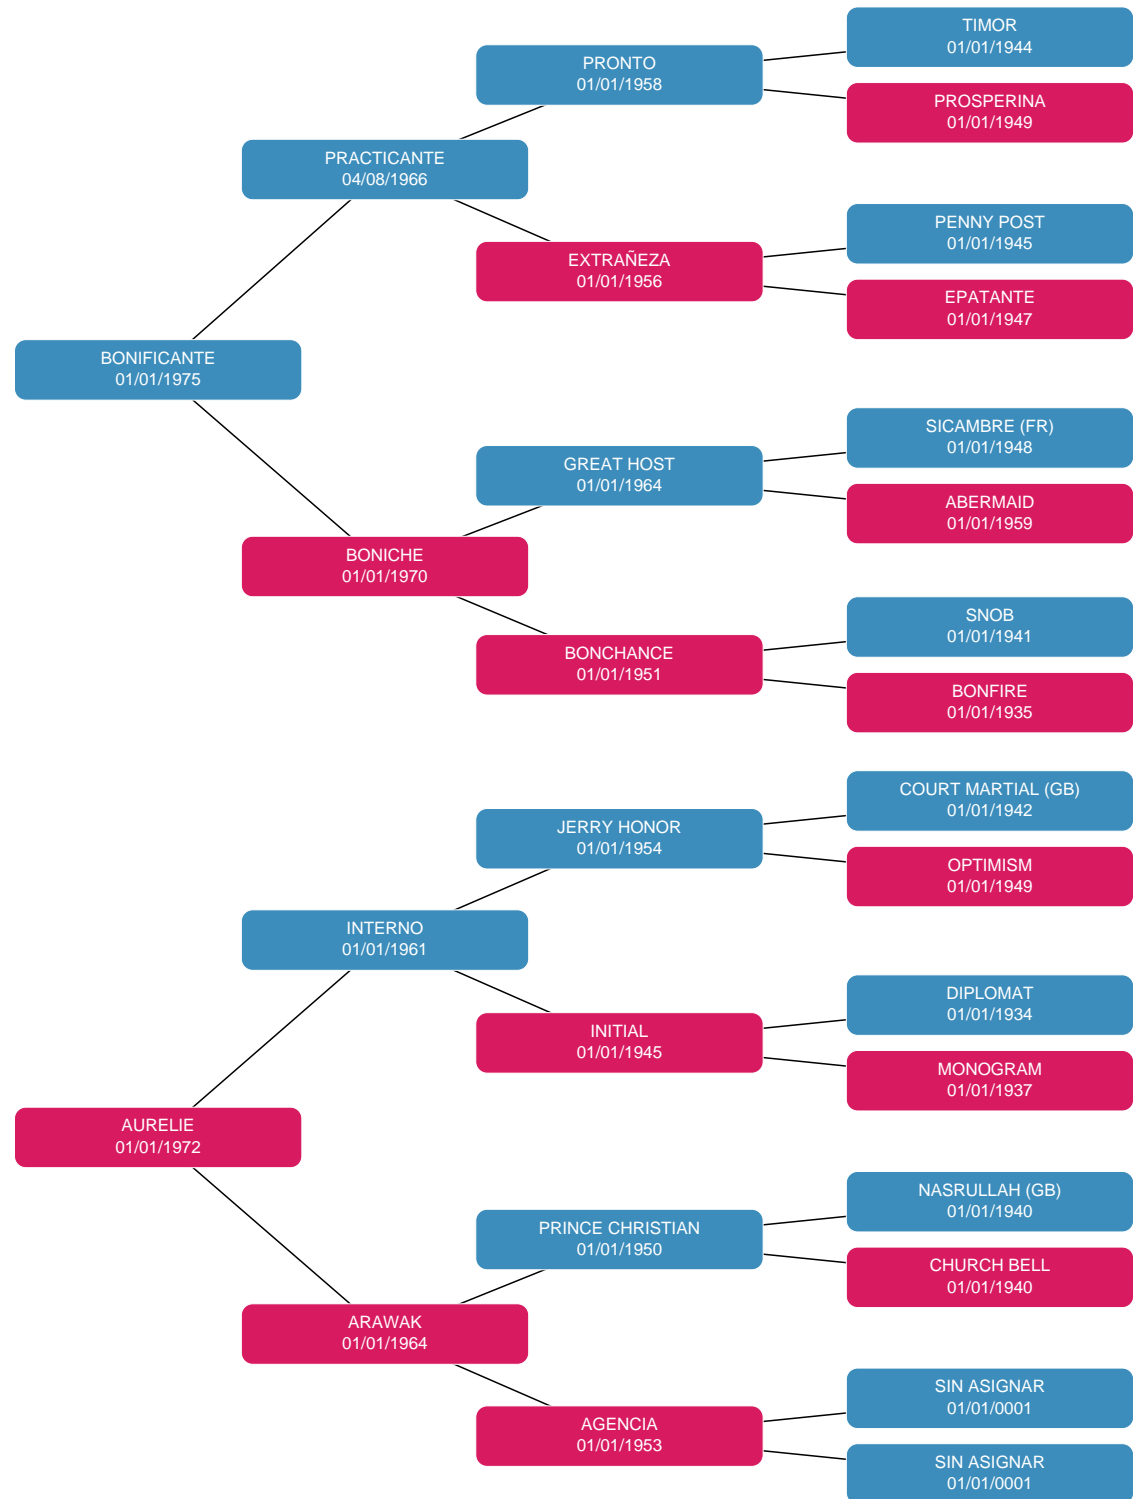 TIMOR
01/01/1944
PRONTO
01/01/1958
PROSPERINA
01/01/1949
PRACTICANTE
04/08/1966
PENNY POST
01/01/1945
EXTRAÑEZA
01/01/1956
EPATANTE
01/01/1947
BONIFICANTE
01/01/1975
SICAMBRE (FR)
01/01/1948
GREAT HOST
01/01/1964
ABERMAID
01/01/1959
BONICHE
01/01/1970
SNOB
01/01/1941
BONCHANCE
01/01/1951
BONFIRE
01/01/1935
COURT MARTIAL (GB)
01/01/1942
JERRY HONOR
01/01/1954
OPTIMISM
01/01/1949
INTERNO
01/01/1961
DIPLOMAT
01/01/1934
INITIAL
01/01/1945
MONOGRAM
01/01/1937
AURELIE
01/01/1972
NASRULLAH (GB)
01/01/1940
PRINCE CHRISTIAN
01/01/1950
CHURCH BELL
01/01/1940
ARAWAK
01/01/1964
SIN ASIGNAR
01/01/0001
AGENCIA
01/01/1953
SIN ASIGNAR
01/01/0001